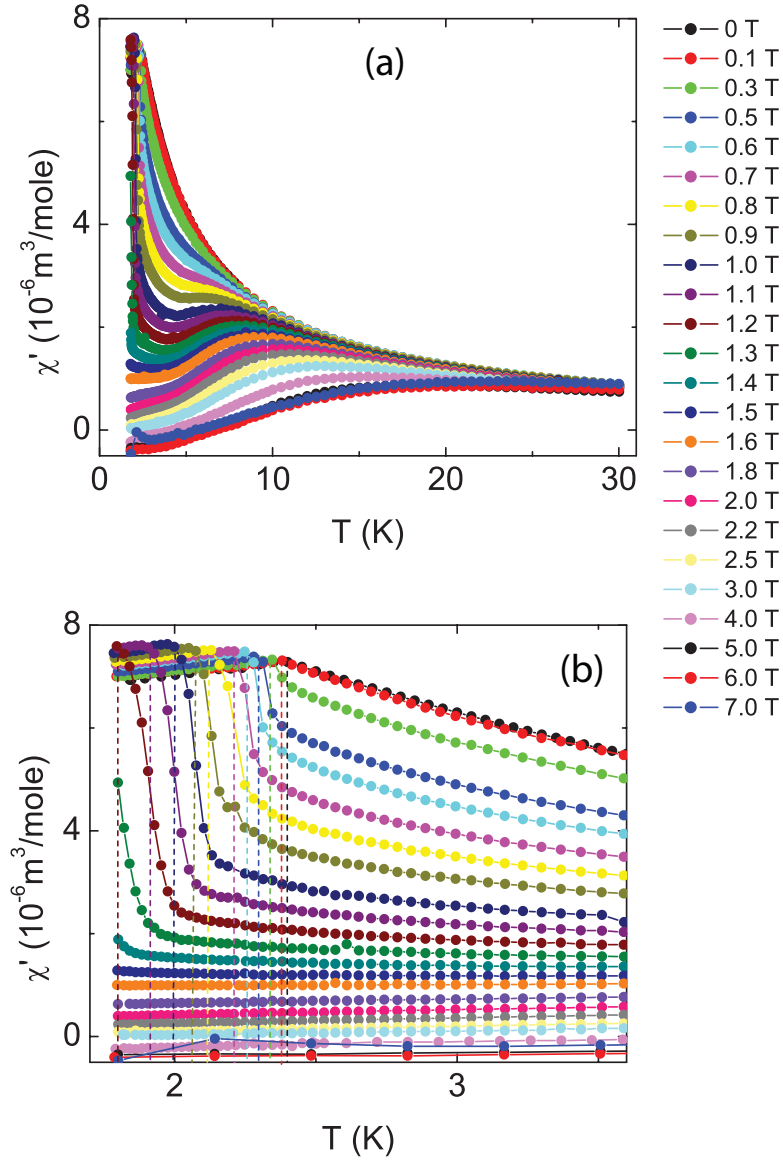 (a)
8
4
0
χ' (10⁻⁶m³/mole)
0 10 20 30
T (K)
0 T
0.1 T
0.3 T
0.5 T
0.6 T
0.7 T
0.8 T
0.9 T
1.0 T
1.1 T
1.2 T
1.3 T
1.4 T
1.5 T
1.6 T
1.8 T
2.0 T
2.2 T
2.5 T
3.0 T
4.0 T
5.0 T
6.0 T
7.0 T
(b)
8
4
0
χ' (10⁻⁶m³/mole)
2 3
T (K)